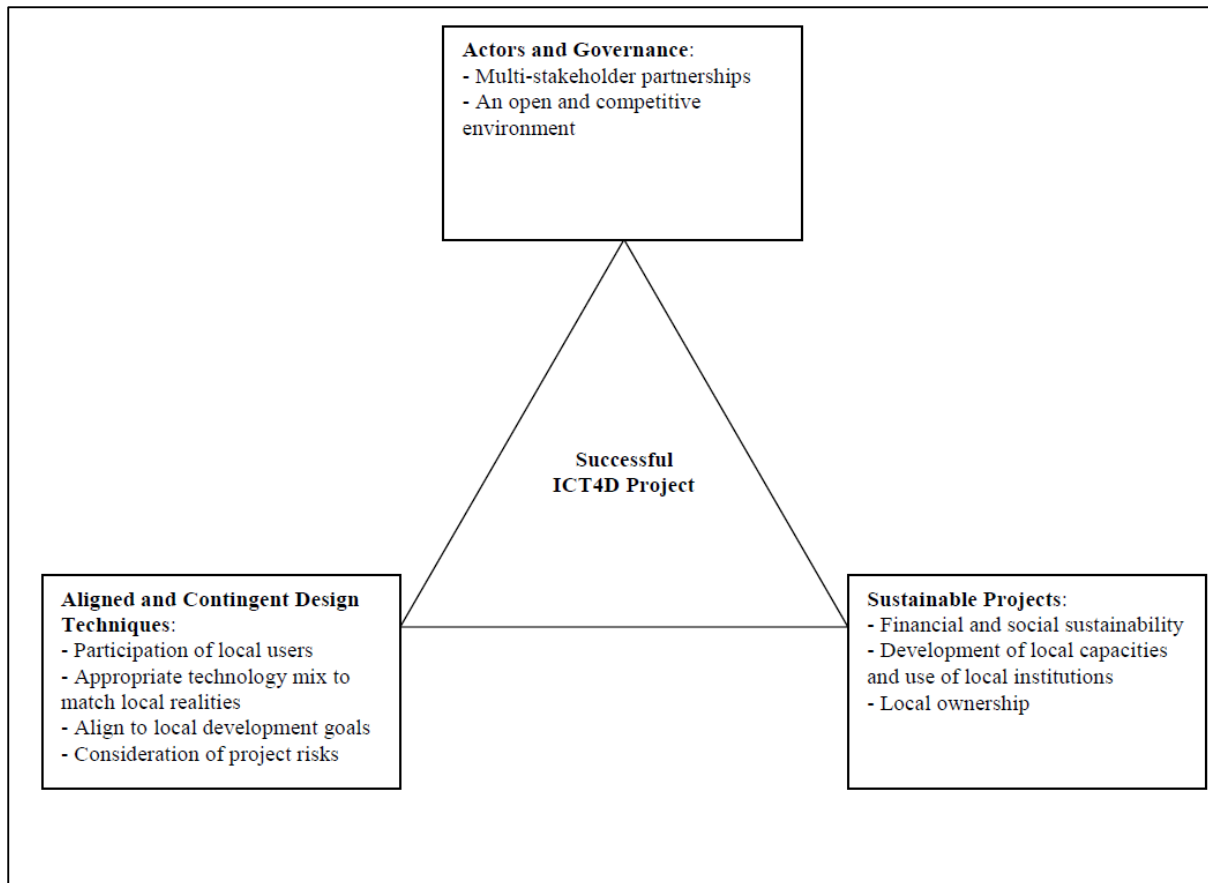 Actors and Governance:
- Multi-stakeholder partnerships
- An open and competitive
environment
Successful
ICT4D Project
Aligned and Contingent Design
Techniques:
- Participation of local users
- Appropriate technology mix to
match local realities
- Align to local development goals
- Consideration of project risks
Sustainable Projects:
- Financial and social sustainability
- Development of local capacities
and use of local institutions
- Local ownership